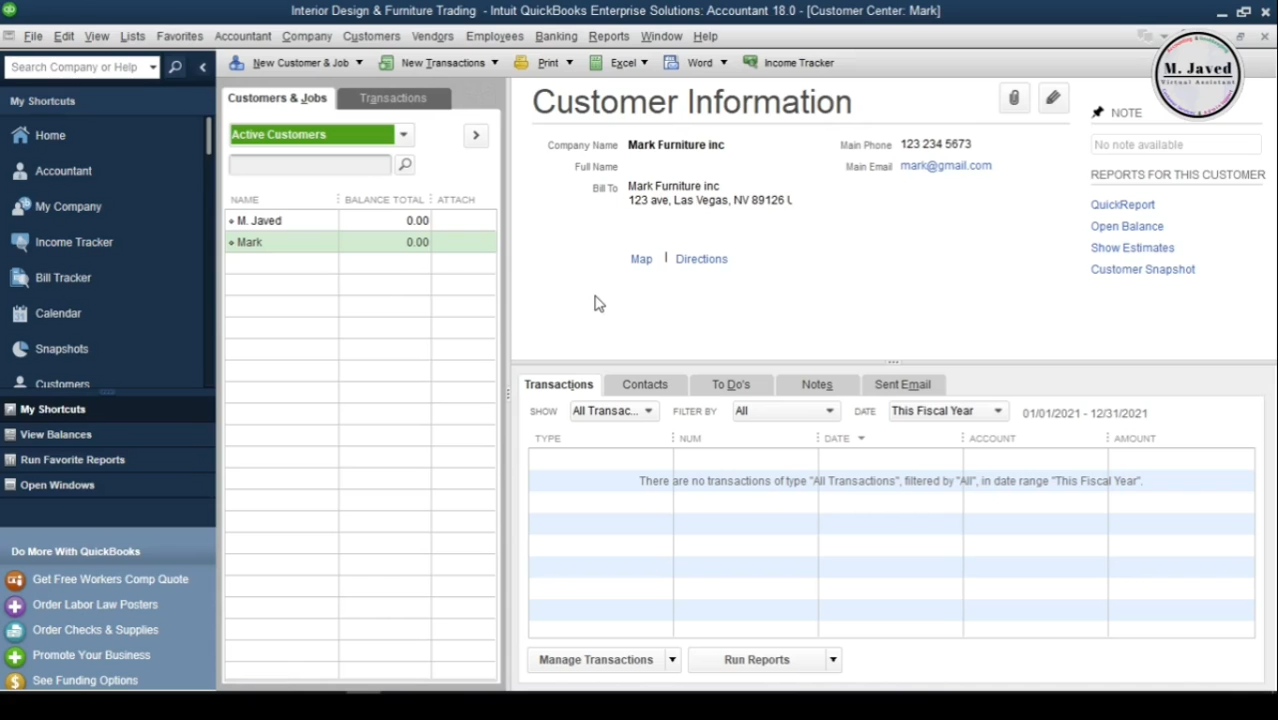 Interior Design & Furniture Trading - Intuit QuickBooks Enterprise Solutions: Accountant 18.0 - [Customer Center: Mark]
File Edit View Lists Favorites Accountant Company Customers Vendors Employees Banking Reports Window Help
Search Company or Help
My Shortcuts
Home
Accountant
My Company
Income Tracker
Bill Tracker
Calendar
Snapshots
Customers
My Shortcuts
View Balances
Run Favorite Reports
Open Windows
Do More With QuickBooks
Get Free Workers Comp Quote
Order Labor Law Posters
Order Checks & Supplies
Promote Your Business
See Funding Options
New Customer & Job New Transactions Print Excel Word Income Tracker
Customers & Jobs Transactions
Active Customers
NAME BALANCE TOTAL ATTACH
M. Javed 0.00
Mark 0.00
Customer Information
Company Name Mark Furniture inc
Full Name
Bill To Mark Furniture inc
123 ave, Las Vegas, NV 89126 U
Map | Directions
Main Phone 123 234 5673
Main Email mark@gmail.com
M. Javed
Virtual Assistant
NOTE
No note available
REPORTS FOR THIS CUSTOMER
QuickReport
Open Balance
Show Estimates
Customer Snapshot
Transactions Contacts To Do's Notes Sent Email
SHOW All Transac... FILTER BY All DATE This Fiscal Year 01/01/2021 - 12/31/2021
TYPE NUM DATE ACCOUNT AMOUNT
There are no transactions of type "All Transactions", filtered by "All", in date range "This Fiscal Year".
Manage Transactions Run Reports